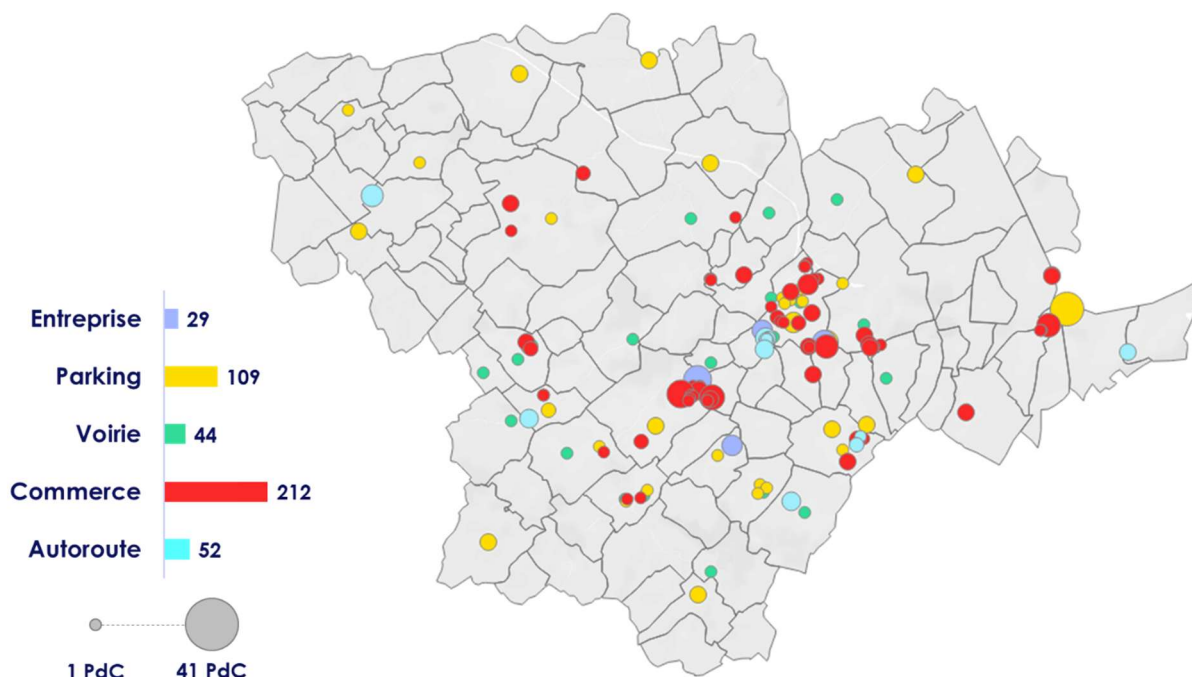 Entreprise 29
Parking 109
Voirie 44
Commerce 212
Autoroute 52
1 PdC 41 PdC